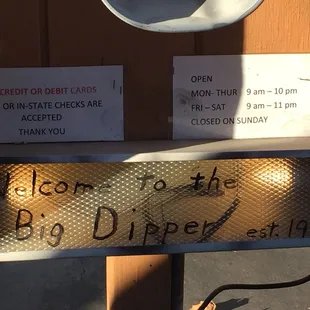 CREDIT OR DEBIT CARDS
OR IN-STATE CHECKS ARE
ACCEPTED
THANK YOU
OPEN
MON- THUR 9 am – 10 pm
FRI – SAT 9 am – 11 pm
CLOSED ON SUNDAY
Welcome to the
Big Dipper est. 19